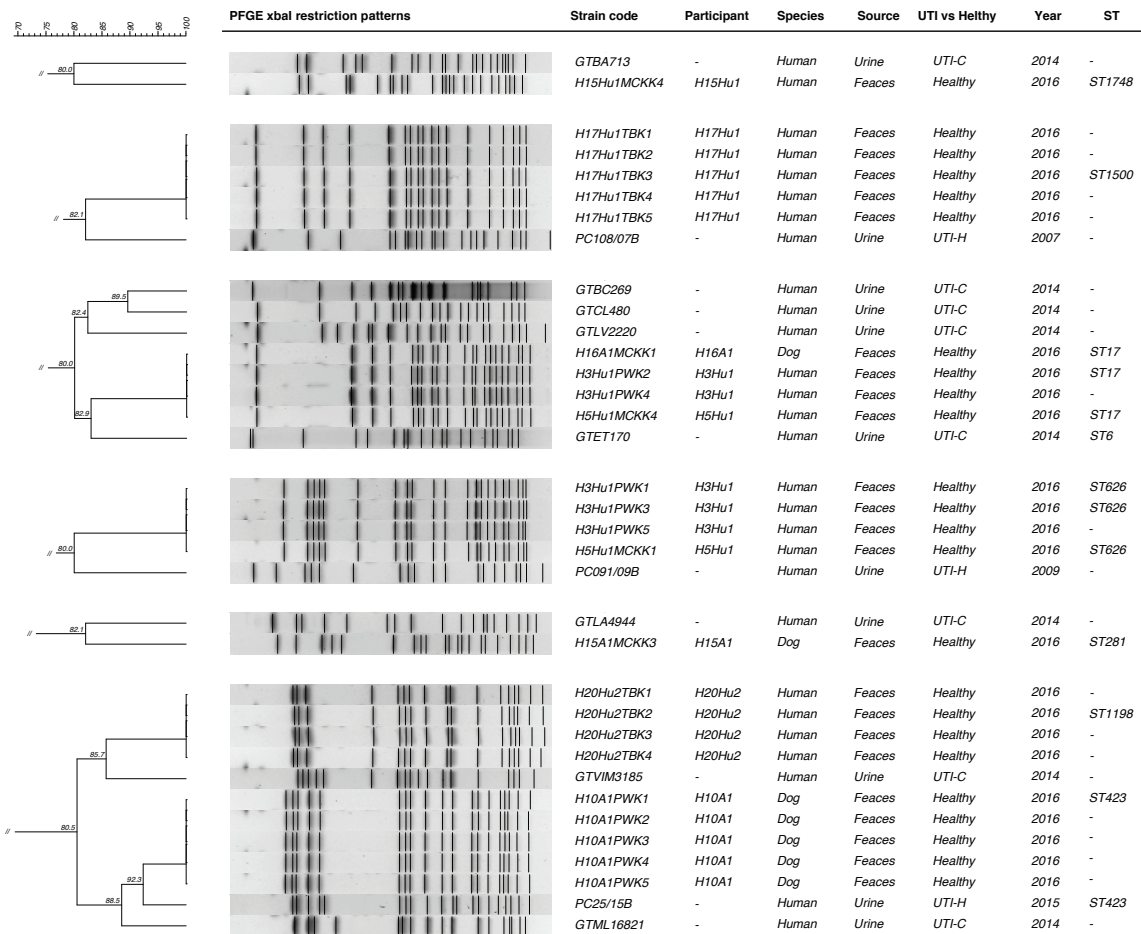 70 75 80 85 90 95 100 PFGE xbaI restriction patterns Strain code Participant Species Source UTI vs Helthy Year ST
GTBA713 - Human Urine UTI-C 2014 -
// 80.0
H15Hu1MCKK4 H15Hu1 Human Feaces Healthy 2016 ST1748
H17Hu1TBK1 H17Hu1 Human Feaces Healthy 2016 -
H17Hu1TBK2 H17Hu1 Human Feaces Healthy 2016 -
H17Hu1TBK3 H17Hu1 Human Feaces Healthy 2016 ST1500
H17Hu1TBK4 H17Hu1 Human Feaces Healthy 2016 -
// 82.1 H17Hu1TBK5 H17Hu1 Human Feaces Healthy 2016 -
PC108/07B - Human Urine UTI-H 2007 -
GTBC269 - Human Urine UTI-C 2014 -
89.5
GTCL480 - Human Urine UTI-C 2014 -
82.4
GTLV2220 - Human Urine UTI-C 2014 -
H16A1MCKK1 H16A1 Dog Feaces Healthy 2016 ST17
// 80.0
H3Hu1PWK2 H3Hu1 Human Feaces Healthy 2016 ST17
H3Hu1PWK4 H3Hu1 Human Feaces Healthy 2016 -
82.9 H5Hu1MCKK4 H5Hu1 Human Feaces Healthy 2016 ST17
GTET170 - Human Urine UTI-C 2014 ST6
H3Hu1PWK1 H3Hu1 Human Feaces Healthy 2016 ST626
H3Hu1PWK3 H3Hu1 Human Feaces Healthy 2016 ST626
H3Hu1PWK5 H3Hu1 Human Feaces Healthy 2016 -
// 80.0 H5Hu1MCKK1 H5Hu1 Human Feaces Healthy 2016 ST626
PC091/09B - Human Urine UTI-H 2009 -
GTLA4944 - Human Urine UTI-C 2014 -
// 82.1
H15A1MCKK3 H15A1 Dog Feaces Healthy 2016 ST281
H20Hu2TBK1 H20Hu2 Human Feaces Healthy 2016 -
H20Hu2TBK2 H20Hu2 Human Feaces Healthy 2016 ST1198
H20Hu2TBK3 H20Hu2 Human Feaces Healthy 2016 -
85.7 H20Hu2TBK4 H20Hu2 Human Feaces Healthy 2016 -
GTVIM3185 - Human Urine UTI-C 2014 -
H10A1PWK1 H10A1 Dog Feaces Healthy 2016 ST423
H10A1PWK2 H10A1 Dog Feaces Healthy 2016 -
// 80.5
H10A1PWK3 H10A1 Dog Feaces Healthy 2016 -
H10A1PWK4 H10A1 Dog Feaces Healthy 2016 -
92.3 H10A1PWK5 H10A1 Dog Feaces Healthy 2016 -
88.5 PC25/15B - Human Urine UTI-H 2015 ST423
GTML16821 - Human Urine UTI-C 2014 -